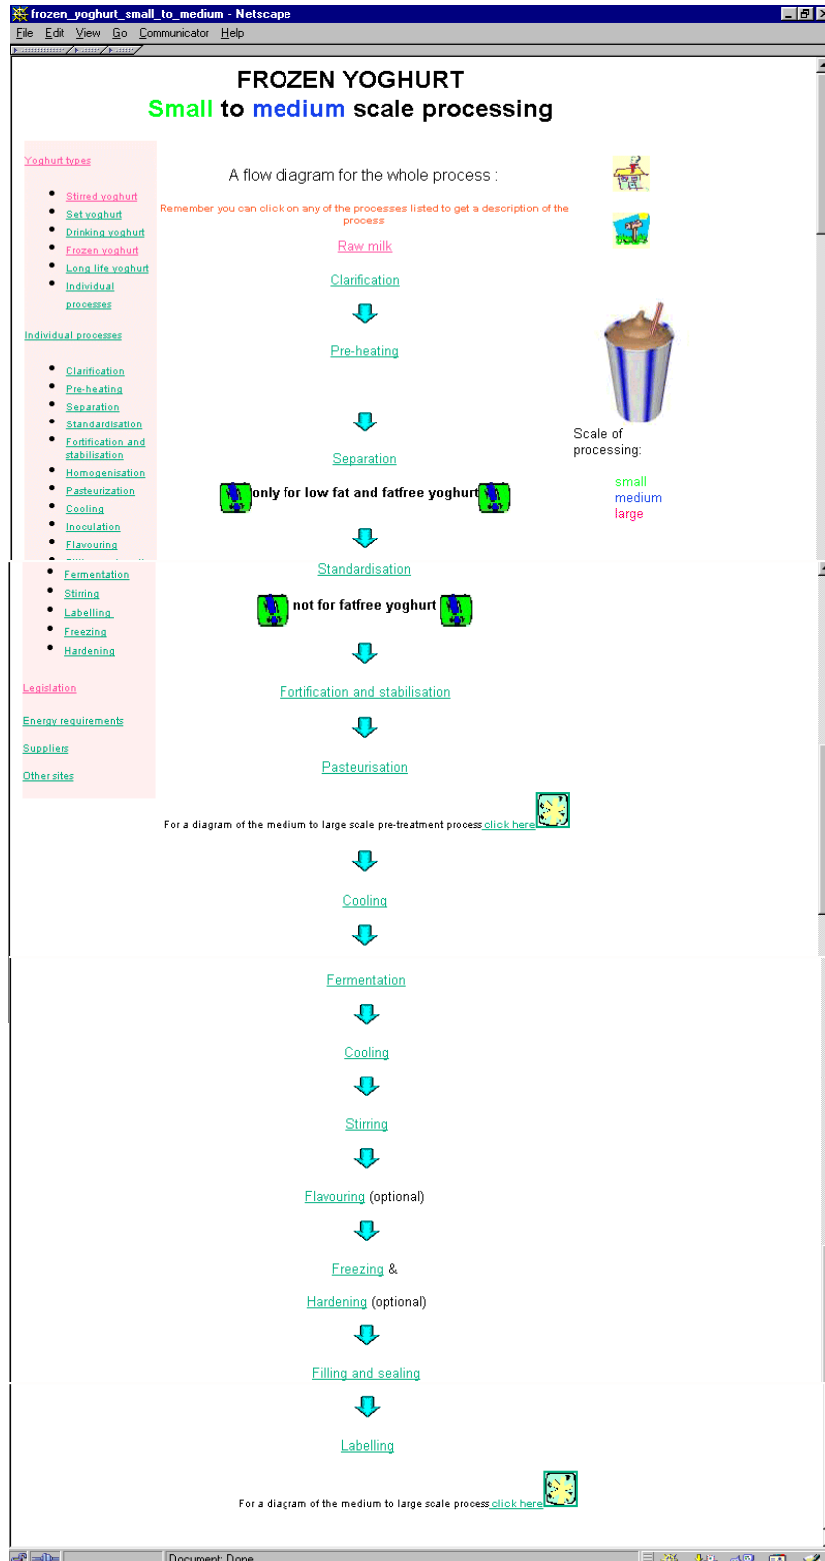 frozen_yoghurt_small_to_medium - Netscape
File Edit View Go Communicator Help
FROZEN YOGHURT
Small to medium scale processing
Yoghurt types
Stirred yoghurt
Set yoghurt
Drinking yoghurt
Frozen yoghurt
Long life yoghurt
Individual
processes
Individual processes
Clarification
Pre-heating
Separation
Standardisation
Fortification and
stabilisation
Homogenisation
Pasteurization
Cooling
Inoculation
Flavouring
Fermentation
Stirring
Labelling
Freezing
Hardening
Legislation
Energy requirements
Suppliers
Other sites
A flow diagram for the whole process :
Remember you can click on any of the processes listed to get a description of the
process
Raw milk
Clarification
Pre-heating
Separation
only for low fat and fatfree yoghurt
Scale of
processing:
small
medium
large
Standardisation
not for fatfree yoghurt
Fortification and stabilisation
Pasteurisation
For a diagram of the medium to large scale pre-treatment process click here
Cooling
Fermentation
Cooling
Stirring
Flavouring (optional)
Freezing &
Hardening (optional)
Filling and sealing
Labelling
For a diagram of the medium to large scale process click here
Document: Done